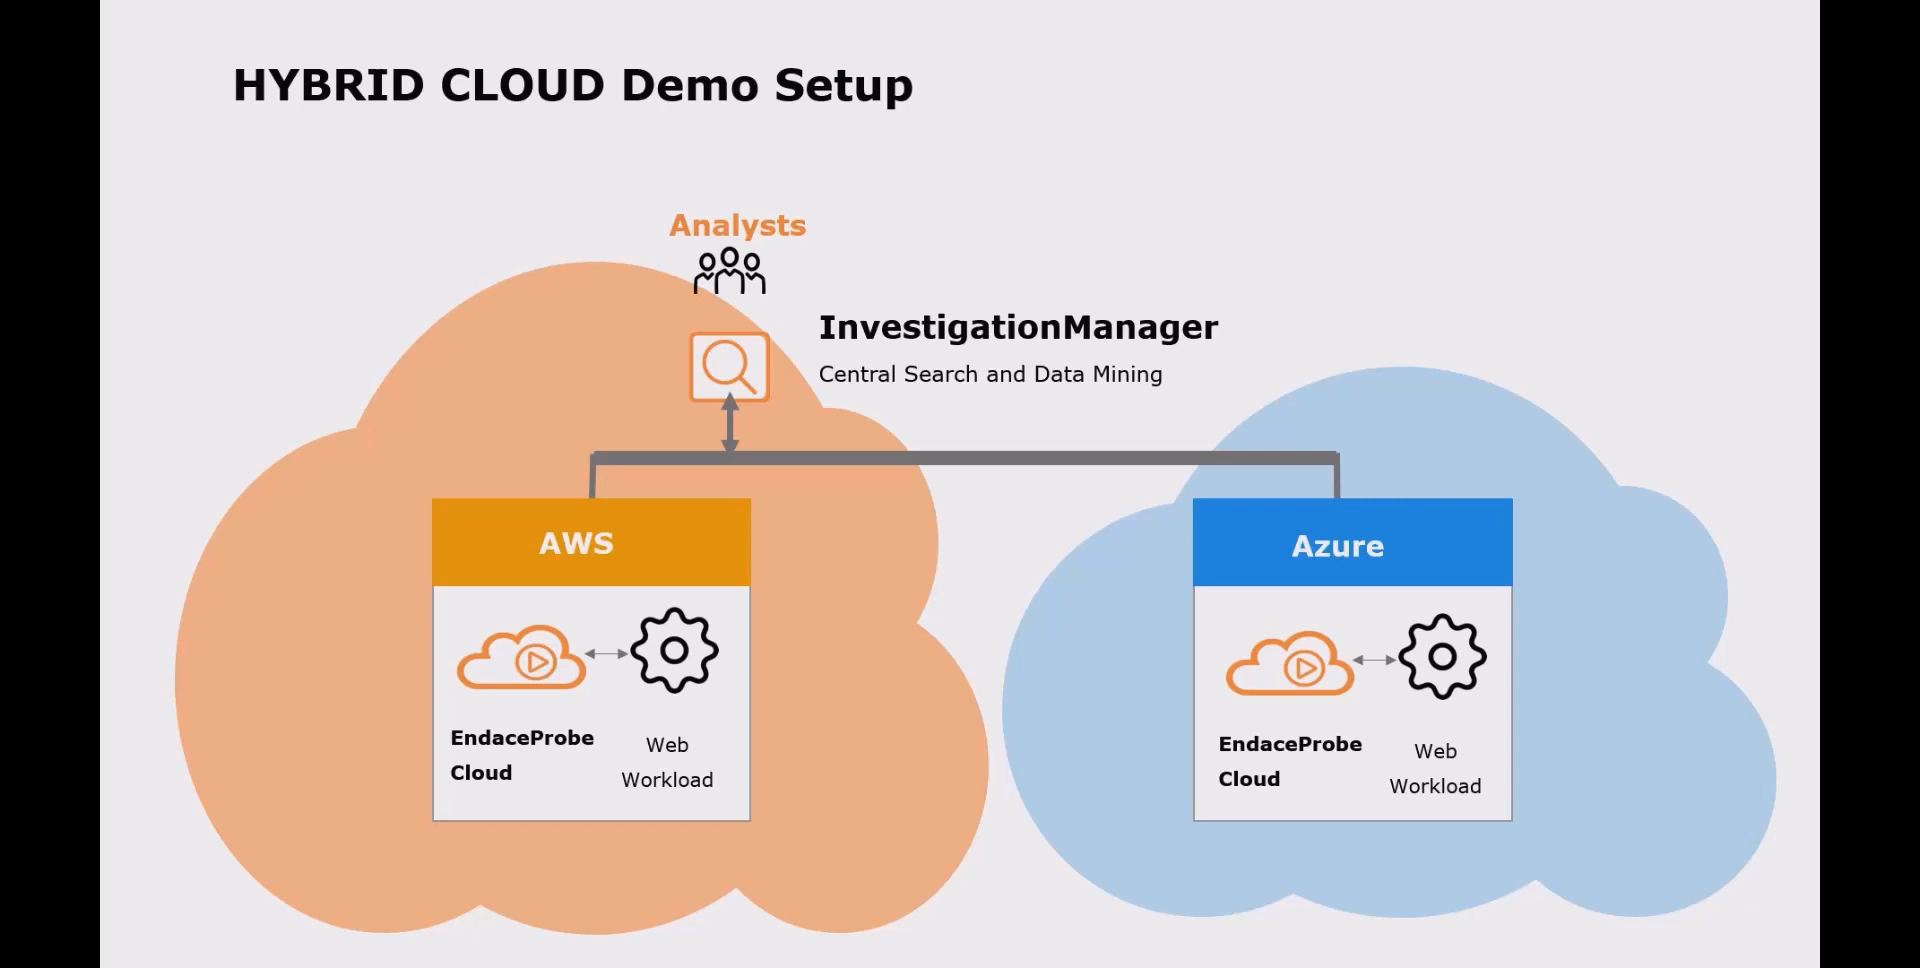 HYBRID CLOUD Demo Setup
Analysts
InvestigationManager
Central Search and Data Mining
AWS
EndaceProbe
Cloud
Web
Workload
Azure
EndaceProbe
Cloud
Web
Workload